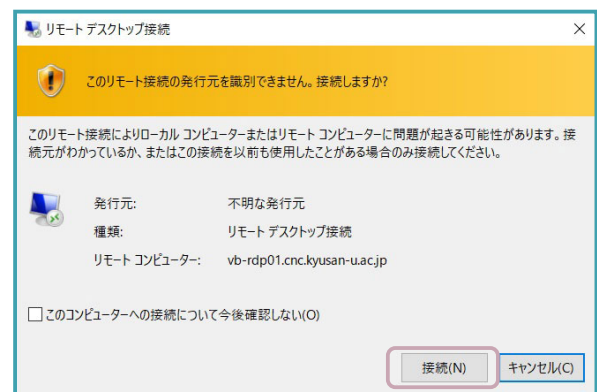 リモート デスクトップ接続
このリモート接続の発行元を識別できません。接続しますか?
このリモート接続によりローカル コンピューターまたはリモート コンピューターに問題が起きる可能性があります。接
続元がわかっているか、またはこの接続を以前も使用したことがある場合のみ接続してください。
発行元: 不明な発行元
種類: リモート デスクトップ接続
リモート コンピューター: vb-rdp01.cnc.kyusan-u.ac.jp
このコンピューターへの接続について今後確認しない(O)
接続(N) キャンセル(C)